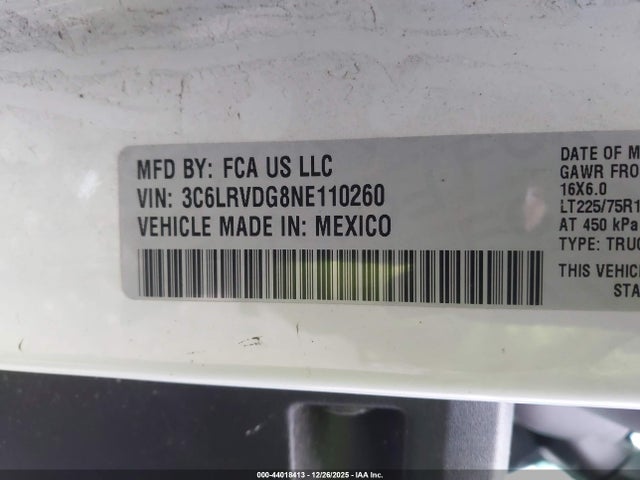 MFD BY: FCA US LLC
VIN: 3C6LRVDG8NE110260
VEHICLE MADE IN: MEXICO
DATE OF M
GAWR FRO
16X6.0
LT225/75R1
AT 450 kPa
TYPE: TRUC
THIS VEHIC
STA
000-44018413 - 12/26/2025 - IAA Inc.